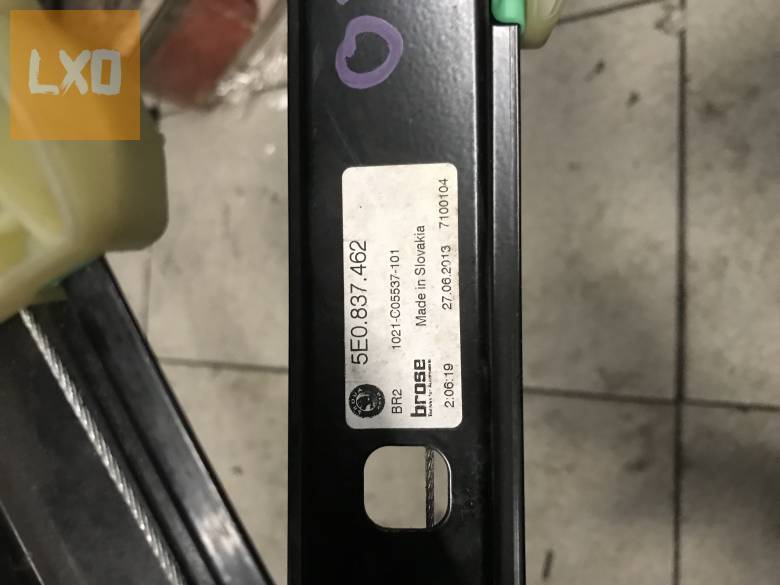 LXO
5E0.837.462
BR2 1021-C05537-101
brose Made in Slovakia
2:06:19 27.06.2013 7100104